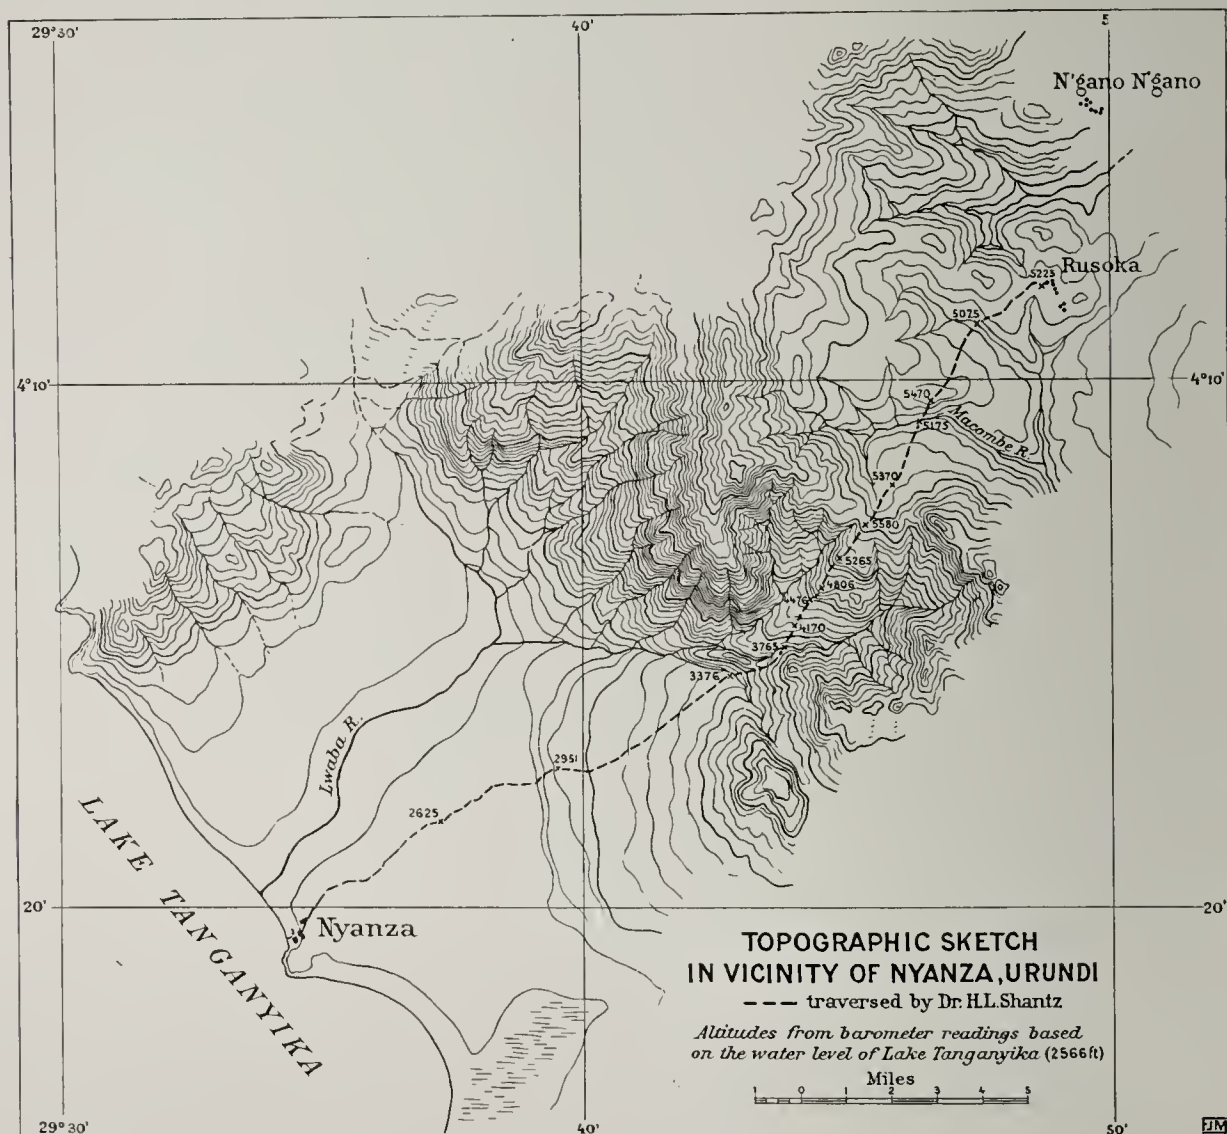 29°30'
40'
5
N'gano N'gano
Rusoka
5225
5075
4°10'
4°10'
5470
5175
Macombe R.
5370
5580
5265
4806
4476
4170
3765
3376
Lwaba R.
2951
2625
LAKE TANGANYIKA
20'
20'
Nyanza
TOPOGRAPHIC SKETCH
IN VICINITY OF NYANZA, URUNDI
traversed by Dr. H.L. Shantz
Altitudes from barometer readings based
on the water level of Lake Tanganyika (2566ft)
Miles
1 0 1 2 3 4 5
29°30'
40'
50'
FJM